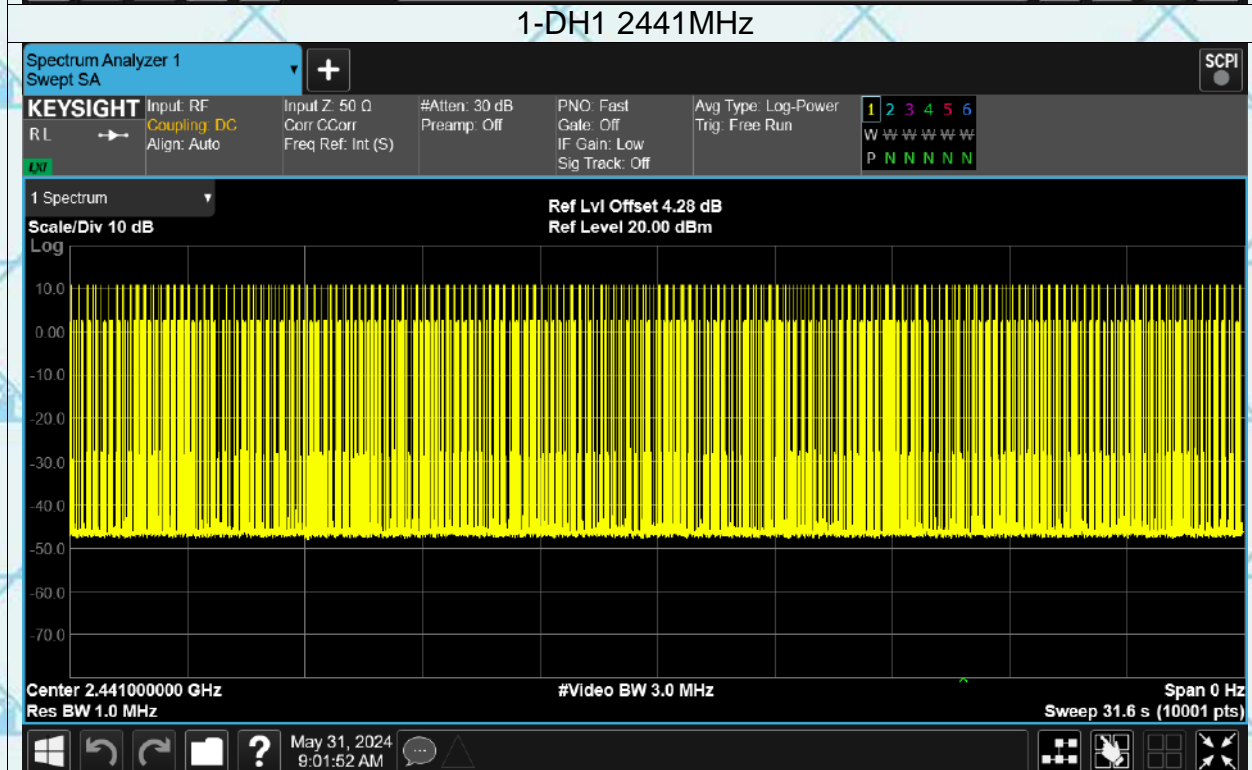 1-DH1 2441MHz
Spectrum Analyzer 1
Swept SA
+
SCPI
KEYSIGHT
R L
LXI
Input: RF
Coupling: DC
Align: Auto
Input Z: 50 Ω
Corr CCorr
Freq Ref: Int (S)
#Atten: 30 dB
Preamp: Off
PNO: Fast
Gate: Off
IF Gain: Low
Sig Track: Off
Avg Type: Log-Power
Trig: Free Run
1 2 3 4 5 6
W W W W W W
P N N N N N
1 Spectrum
Scale/Div 10 dB
Ref Lvl Offset 4.28 dB
Ref Level 20.00 dBm
Log
10.0
0.00
-10.0
-20.0
-30.0
-40.0
-50.0
-60.0
-70.0
Center 2.441000000 GHz
#Video BW 3.0 MHz
Span 0 Hz
Res BW 1.0 MHz
Sweep 31.6 s (10001 pts)
?
May 31, 2024
9:01:52 AM